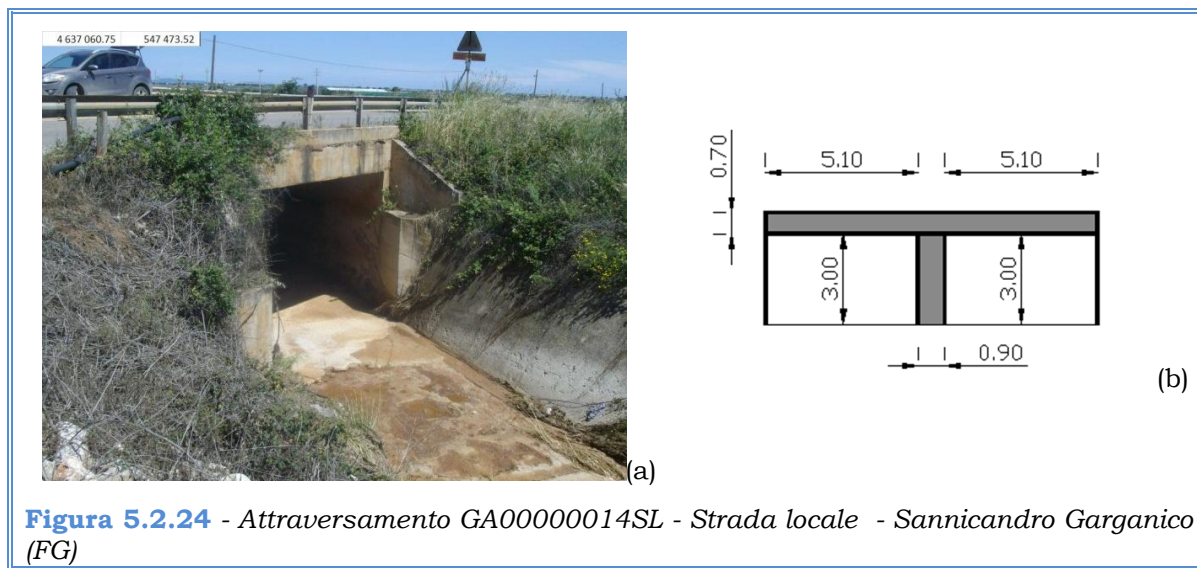 4 637 060.75 547 473.52
0.70
5.10 5.10
3.00 3.00
0.90
(b)
(a)
Figura 5.2.24 - Attraversamento GA00000014SL - Strada locale - Sannicandro Garganico
(FG)